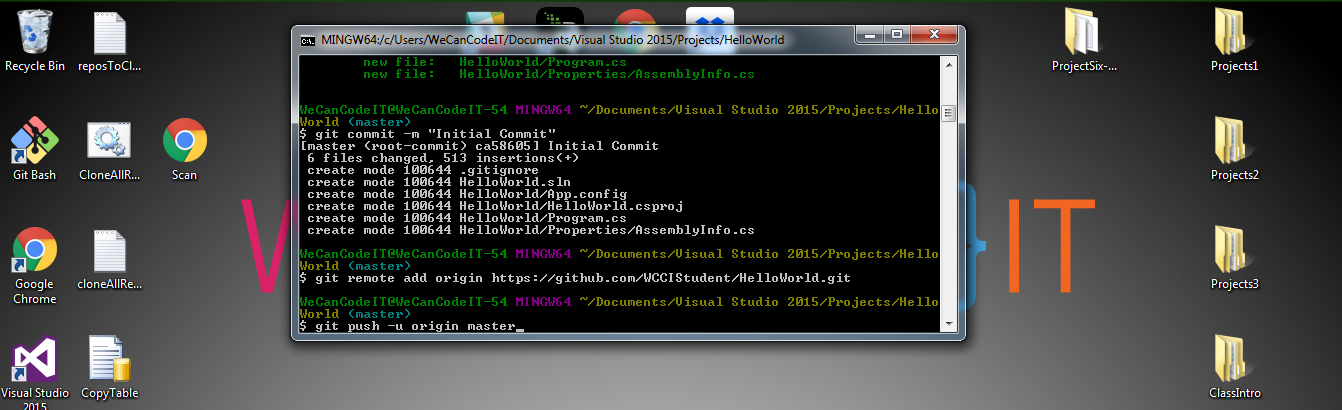 Recycle Bin
reposToCl...
Git Bash
CloneAllR...
Scan
Google
Chrome
cloneAllRe...
Visual Studio
2015
CopyTable
MINGW64:/c/Users/WeCanCodeIT/Documents/Visual Studio 2015/Projects/HelloWorld
new file:   HelloWorld/Program.cs
new file:   HelloWorld/Properties/AssemblyInfo.cs
WeCanCodeIT@WeCanCodeIT-54 MINGW64 ~/Documents/Visual Studio 2015/Projects/Hello
World (master)
$ git commit -m "Initial Commit"
[master (root-commit) ca58605] Initial Commit
6 files changed, 513 insertions(+)
create mode 100644 .gitignore
create mode 100644 HelloWorld.sln
create mode 100644 HelloWorld/App.config
create mode 100644 HelloWorld/HelloWorld.csproj
create mode 100644 HelloWorld/Program.cs
create mode 100644 HelloWorld/Properties/AssemblyInfo.cs
WeCanCodeIT@WeCanCodeIT-54 MINGW64 ~/Documents/Visual Studio 2015/Projects/Hello
World (master)
$ git remote add origin https://github.com/WCCIStudent/HelloWorld.git
WeCanCodeIT@WeCanCodeIT-54 MINGW64 ~/Documents/Visual Studio 2015/Projects/Hello
World (master)
$ git push -u origin master
}IT
ProjectSix-...
Projects1
Projects2
Projects3
ClassIntro